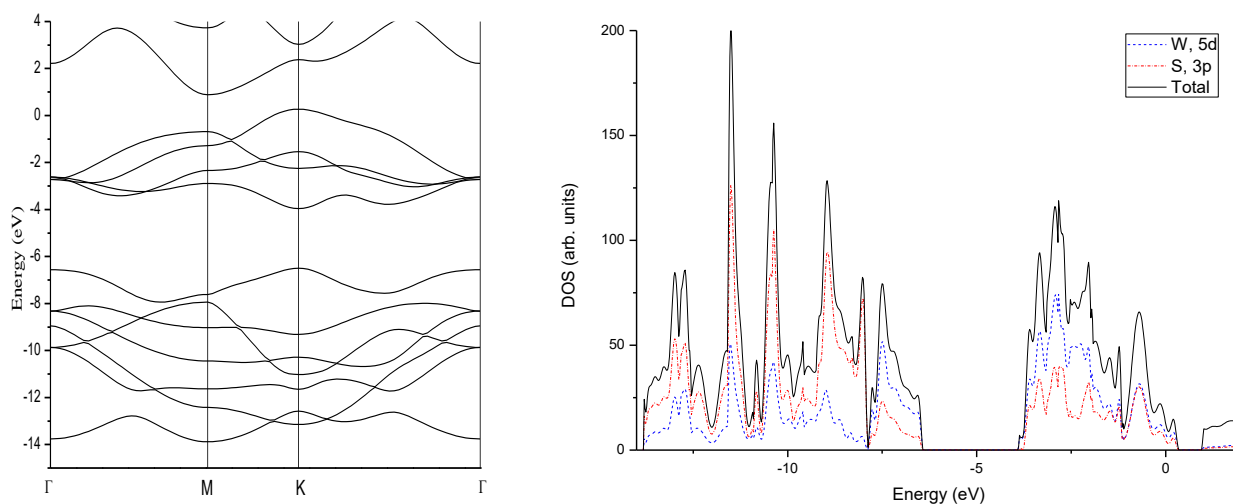 4
2
0
-2
-4
-6
-8
-10
-12
-14
Energy (eV)
Γ M K Γ
200
150
100
50
0
DOS (arb. units)
W, 5d
S, 3p
Total
-10 -5 0
Energy (eV)